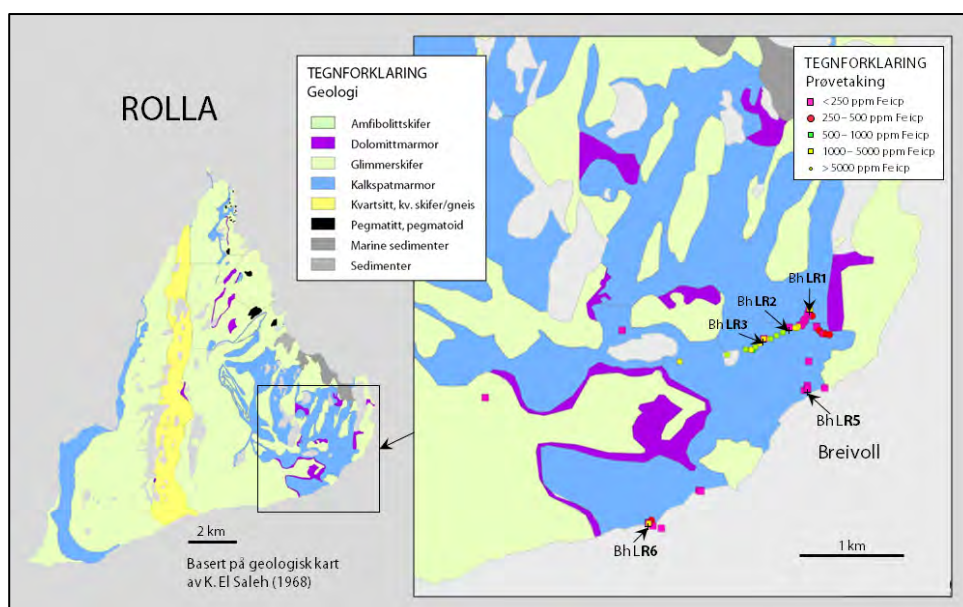 ROLLA
TEGNFORKLARING
Geologi
Amfibolittskifer
Dolomittmarmor
Glimmerskifer
Kalkspatmarmor
Kvartsitt, kv. skifer/gneis
Pegmatitt, pegmatoid
Marine sedimenter
Sedimenter
TEGNFORKLARING
Prøvetaking
<250 ppm Fe icp
250–500 ppm Fe icp
500–1000 ppm Fe icp
1000–5000 ppm Fe icp
>5000 ppm Fe icp
Bh LR1
Bh LR2
Bh LR3
Bh LR5
Breivoll
Bh LR6
1 km
2 km
Basert på geologisk kart
av K. El Saleh (1968)